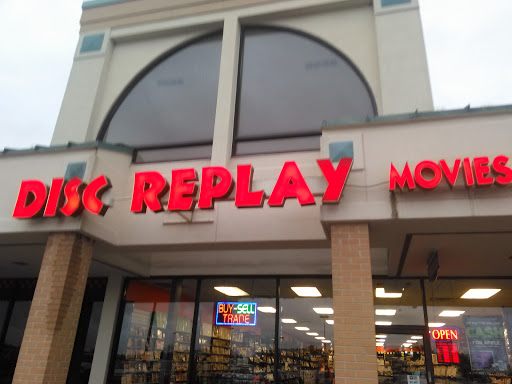 DISC REPLAY MOVIES
BUY-SELL
TRADE
OPEN